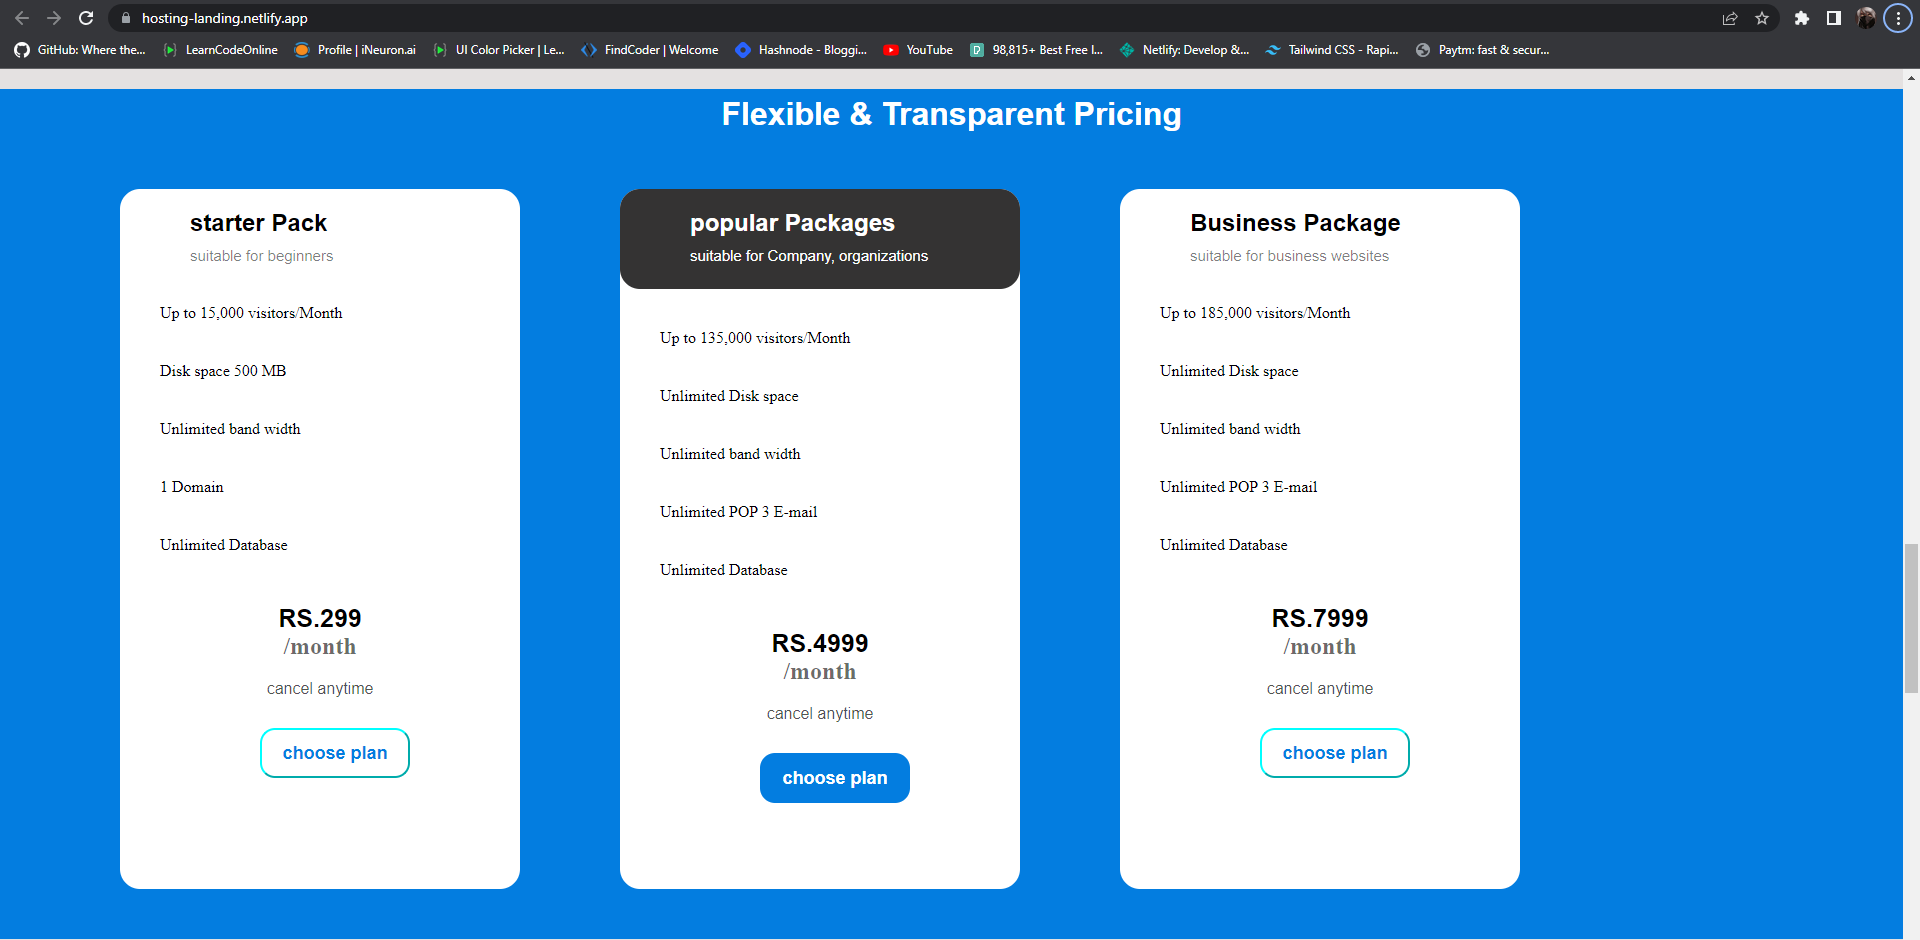 hosting-landing.netlify.app
GitHub: Where the...
LearnCodeOnline
Profile | iNeuron.ai
UI Color Picker | Le...
FindCoder | Welcome
Hashnode - Bloggi...
YouTube
98,815+ Best Free I...
Netlify: Develop &...
Tailwind CSS - Rapi...
Paytm: fast & secur...
Flexible & Transparent Pricing
starter Pack
suitable for beginners
Up to 15,000 visitors/Month
Disk space 500 MB
Unlimited band width
1 Domain
Unlimited Database
RS.299
/month
cancel anytime
choose plan
popular Packages
suitable for Company, organizations
Up to 135,000 visitors/Month
Unlimited Disk space
Unlimited band width
Unlimited POP 3 E-mail
Unlimited Database
RS.4999
/month
cancel anytime
choose plan
Business Package
suitable for business websites
Up to 185,000 visitors/Month
Unlimited Disk space
Unlimited band width
Unlimited POP 3 E-mail
Unlimited Database
RS.7999
/month
cancel anytime
choose plan